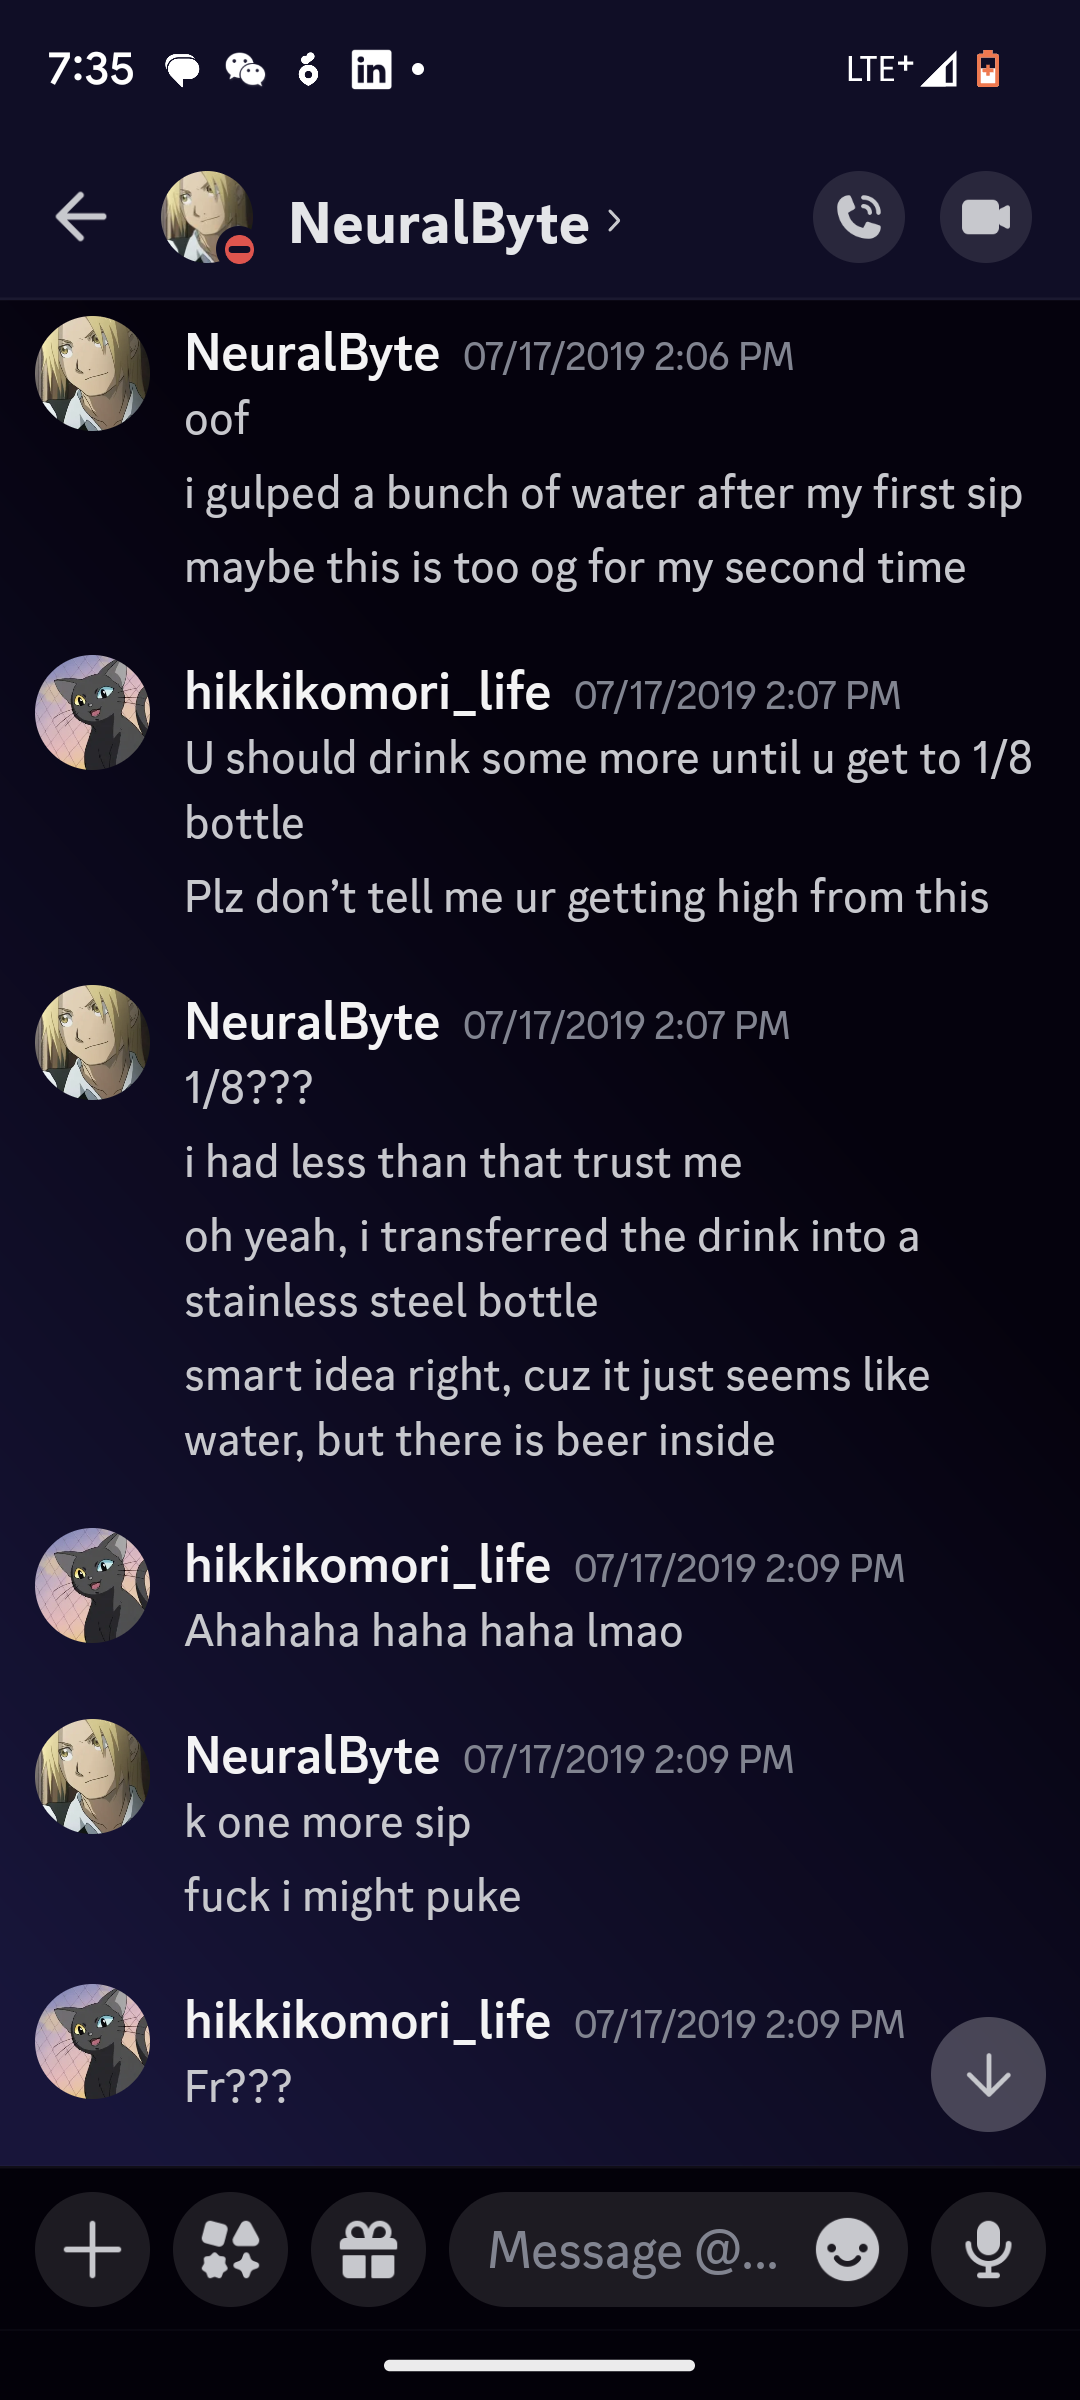 7:35
LTE+
NeuralByte
NeuralByte 07/17/2019 2:06 PM
oof
i gulped a bunch of water after my first sip
maybe this is too og for my second time
hikkikomori_life 07/17/2019 2:07 PM
U should drink some more until u get to 1/8
bottle
Plz don’t tell me ur getting high from this
NeuralByte 07/17/2019 2:07 PM
1/8???
i had less than that trust me
oh yeah, i transferred the drink into a
stainless steel bottle
smart idea right, cuz it just seems like
water, but there is beer inside
hikkikomori_life 07/17/2019 2:09 PM
Ahahaha haha haha lmao
NeuralByte 07/17/2019 2:09 PM
k one more sip
fuck i might puke
hikkikomori_life 07/17/2019 2:09 PM
Fr???
Message @...